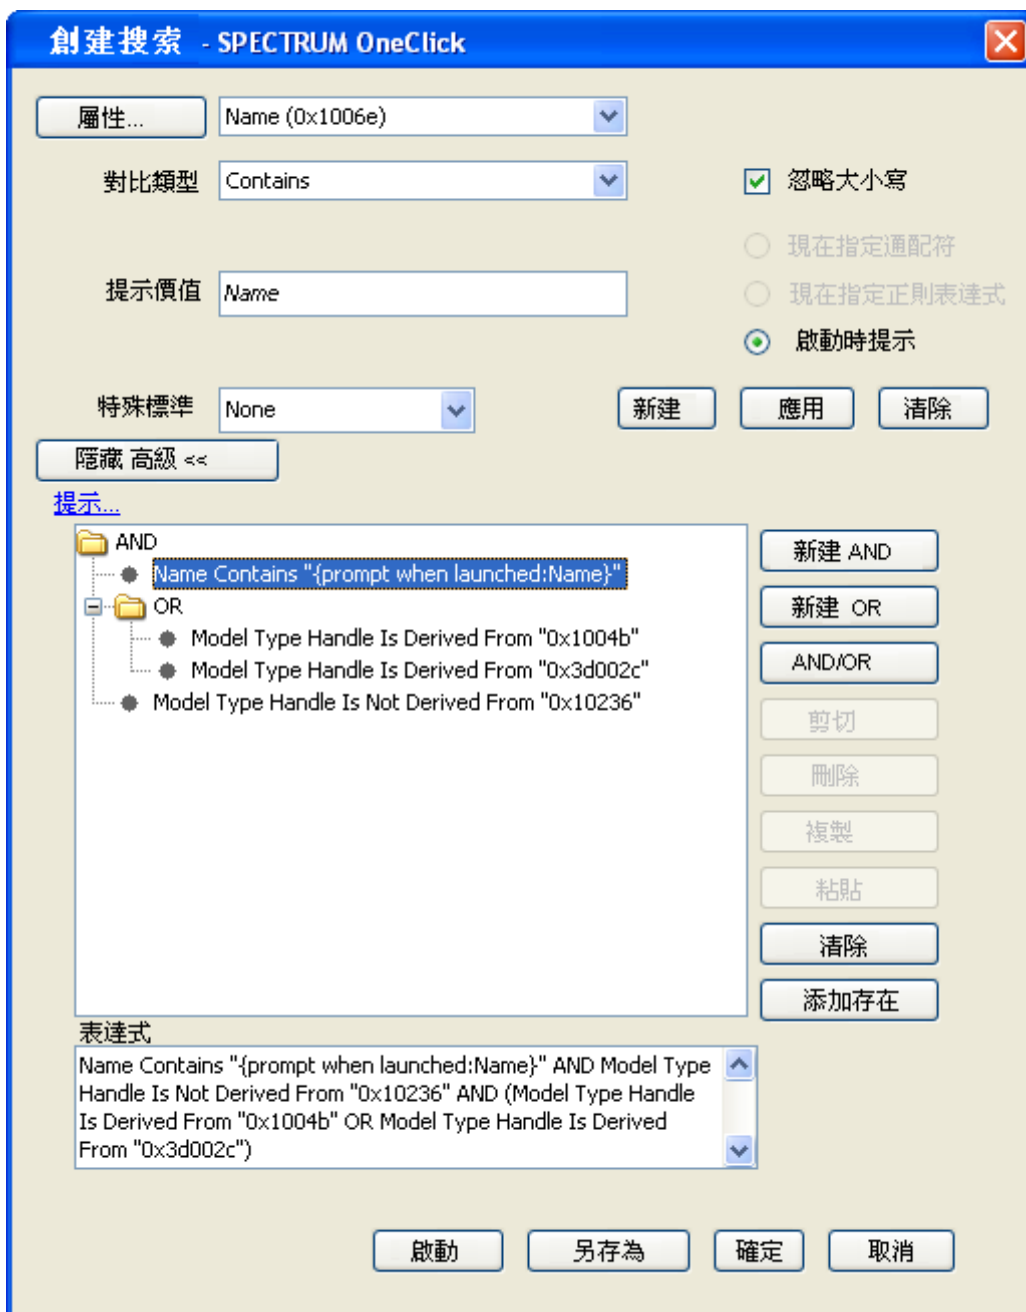 創建搜索 - SPECTRUM OneClick
屬性... Name (0x1006e)
對比類型 Contains 忽略大小寫
現在指定通配符
提示價值 Name 現在指定正則表達式
啟動時提示
特殊標準 None 新建 應用 清除
隱藏 高級 <<
提示...
AND 新建 AND
Name Contains "{prompt when launched:Name}"
OR 新建 OR
Model Type Handle Is Derived From "0x1004b"
Model Type Handle Is Derived From "0x3d002c" AND/OR
Model Type Handle Is Not Derived From "0x10236"
剪切
刪除
複製
粘貼
清除
添加存在
表達式
Name Contains "{prompt when launched:Name}" AND Model Type
Handle Is Not Derived From "0x10236" AND (Model Type Handle
Is Derived From "0x1004b" OR Model Type Handle Is Derived
From "0x3d002c")
啟動 另存為 確定 取消